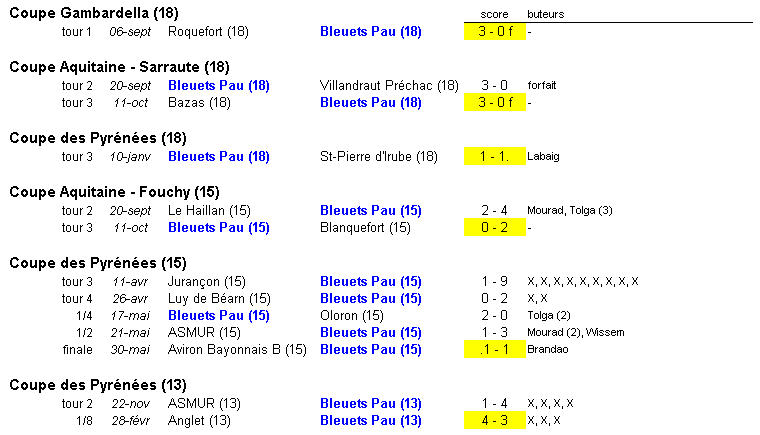 Coupe Gambardella (18) score buteurs
tour 1 06-sept Roquefort (18) Bleuets Pau (18) 3 - 0 f -
Coupe Aquitaine - Sarraute (18)
tour 2 20-sept Bleuets Pau (18) Villandraut Préchac (18) 3 - 0 forfait
tour 3 11-oct Bazas (18) Bleuets Pau (18) 3 - 0 f -
Coupe des Pyrénées (18)
tour 3 10-janv Bleuets Pau (18) St-Pierre d'Irube (18) 1 - 1. Labaig
Coupe Aquitaine - Fouchy (15)
tour 2 20-sept Le Haillan (15) Bleuets Pau (15) 2 - 4 Mourad, Tolga (3)
tour 3 11-oct Bleuets Pau (15) Blanquefort (15) 0 - 2 -
Coupe des Pyrénées (15)
tour 3 11-avr Jurançon (15) Bleuets Pau (15) 1 - 9 X, X, X, X, X, X, X, X, X
tour 4 26-avr Luy de Béarn (15) Bleuets Pau (15) 0 - 2 X, X
1/4 17-mai Bleuets Pau (15) Oloron (15) 2 - 0 Tolga (2)
1/2 21-mai ASMUR (15) Bleuets Pau (15) 1 - 3 Mourad (2), Wissem
finale 30-mai Aviron Bayonnais B (15) Bleuets Pau (15) .1 - 1 Brandao
Coupe des Pyrénées (13)
tour 2 22-nov ASMUR (13) Bleuets Pau (13) 1 - 4 X, X, X, X
1/8 28-févr Anglet (13) Bleuets Pau (13) 4 - 3 X, X, X